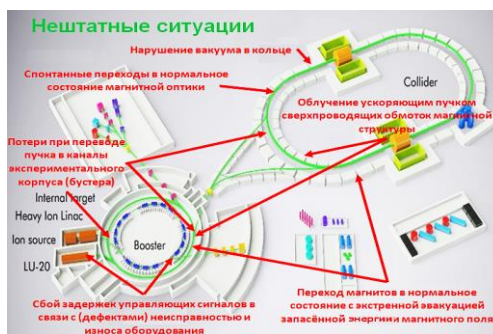 Нештатные ситуации
Нарушение вакуума в кольце
Спонтанные переходы в нормальное
состояние магнитной оптики
Collider
Облучение ускоряющим пучком
сверхпроводящих обмоток магнитной
структуры
Потери при переводе
пучка в каналы
экспериментального
корпуса (бустера)
Internal target
Heavy Ion Linac
Ion source
LU-20
Booster
Сбой задержек управляющих сигналов в
связи с (дефектами) неисправностью и
износа оборудования
Переход магнитов в нормальное
состояние с экстренной эвакуацией
запасённой энергии магнитного поля